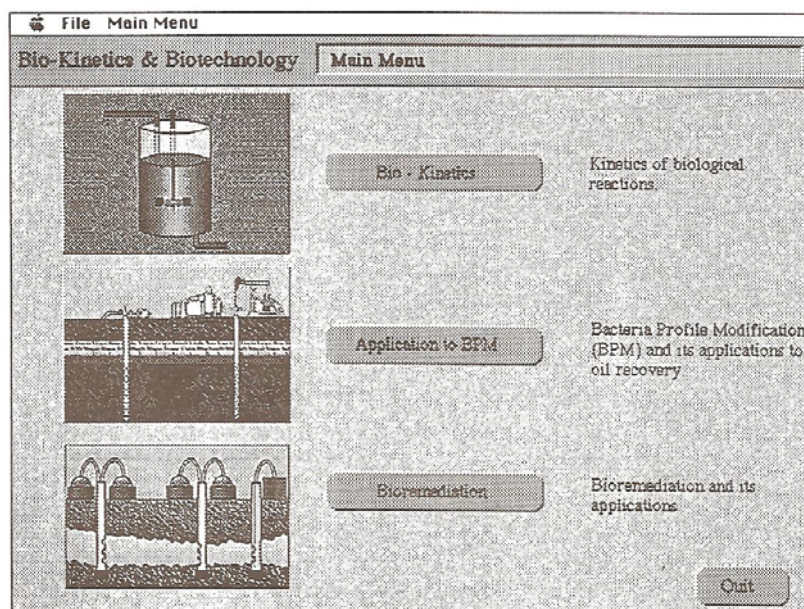 File Main Menu
Bio-Kinetics & Biotechnology
Main Menu
Bio - Kinetics
Kinetics of biological
reactions.
Application to BPM
Bacteria Profile Modification
(BPM) and its applications to
oil recovery
Bioremediation
Bioremediation and its
applications
Quit